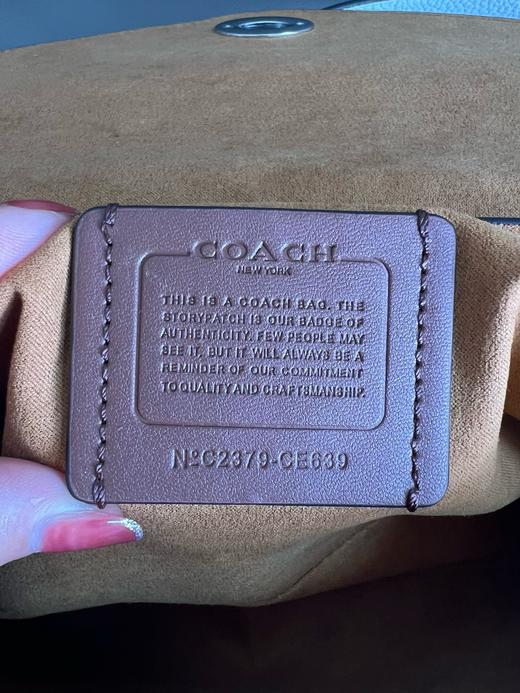 COACH
NEW YORK
THIS IS A COACH BAG. THE
STORYPATCH IS OUR BADGE OF
AUTHENTICITY. FEW PEOPLE MAY
SEE IT, BUT IT WILL ALWAYS BE A
REMINDER OF OUR COMMITMENT
TO QUALITY AND CRAFTSMANSHIP.
NºC2379-CE639